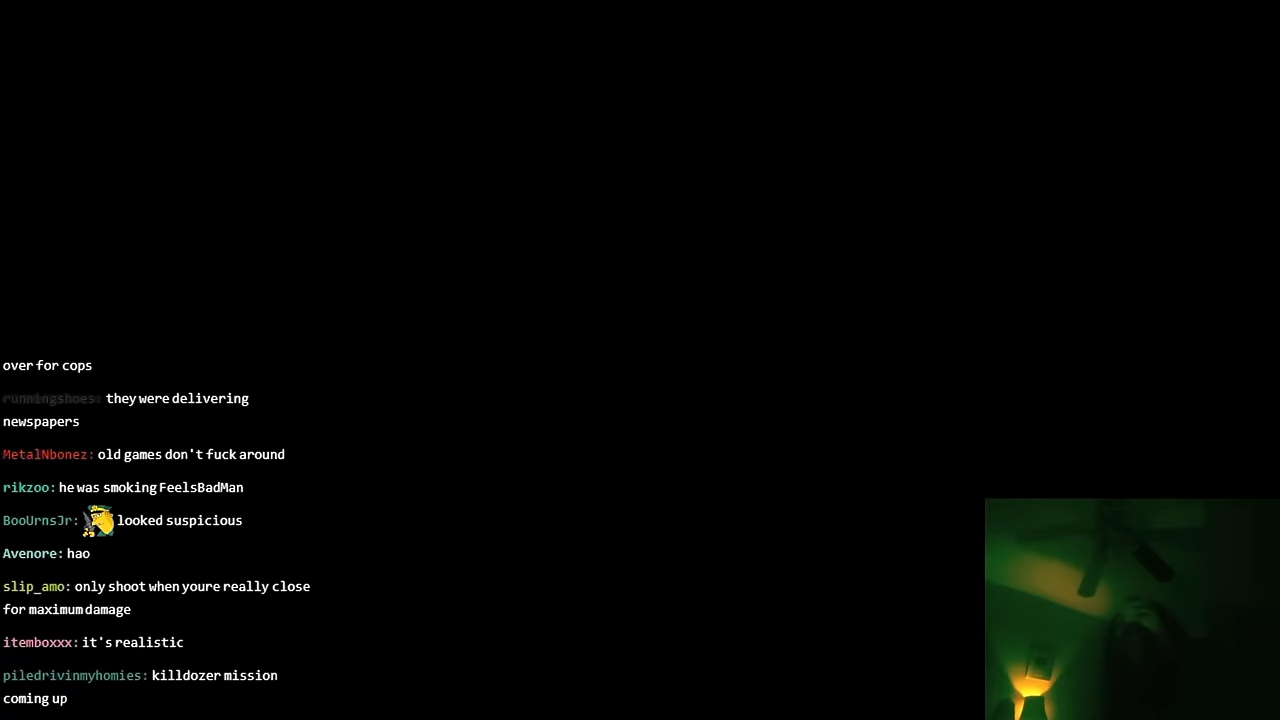 over for cops
runningshoes: they were delivering
newspapers
MetalNbonez: old games don't fuck around
rikzoo: he was smoking FeelsBadMan
BooUrnsJr: looked suspicious
Avenore: hao
slip_amo: only shoot when youre really close
for maximum damage
itemboxxx: it's realistic
piledrivinmyhomies: killdozer mission
coming up